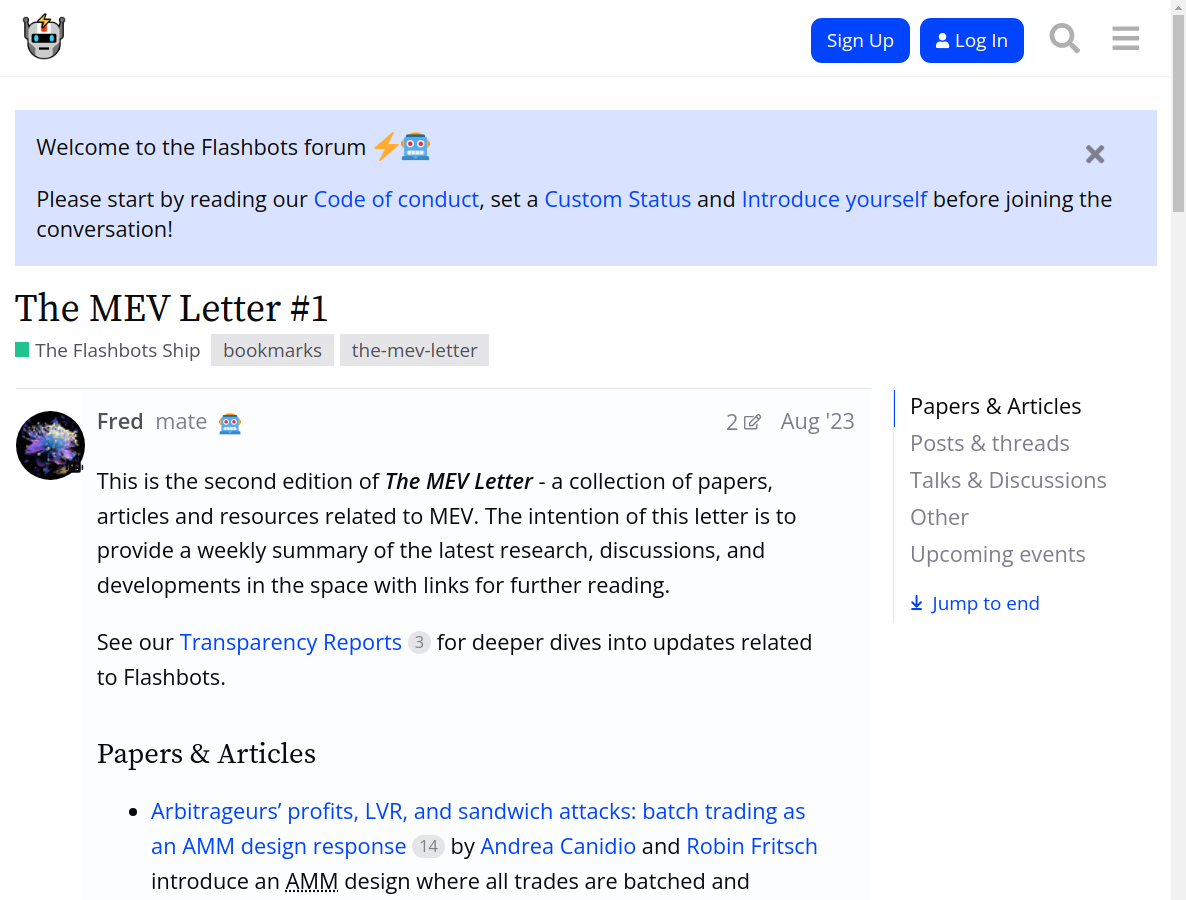 Sign Up
Log In
Welcome to the Flashbots forum
Please start by reading our Code of conduct, set a Custom Status and Introduce yourself before joining the
conversation!
The MEV Letter #1
The Flashbots Ship bookmarks the-mev-letter
Fred mate 2 Aug '23
This is the second edition of The MEV Letter - a collection of papers,
articles and resources related to MEV. The intention of this letter is to
provide a weekly summary of the latest research, discussions, and
developments in the space with links for further reading.
See our Transparency Reports 3 for deeper dives into updates related
to Flashbots.
Papers & Articles
Arbitrageurs’ profits, LVR, and sandwich attacks: batch trading as
an AMM design response 14 by Andrea Canidio and Robin Fritsch
introduce an AMM design where all trades are batched and
Papers & Articles
Posts & threads
Talks & Discussions
Other
Upcoming events
Jump to end